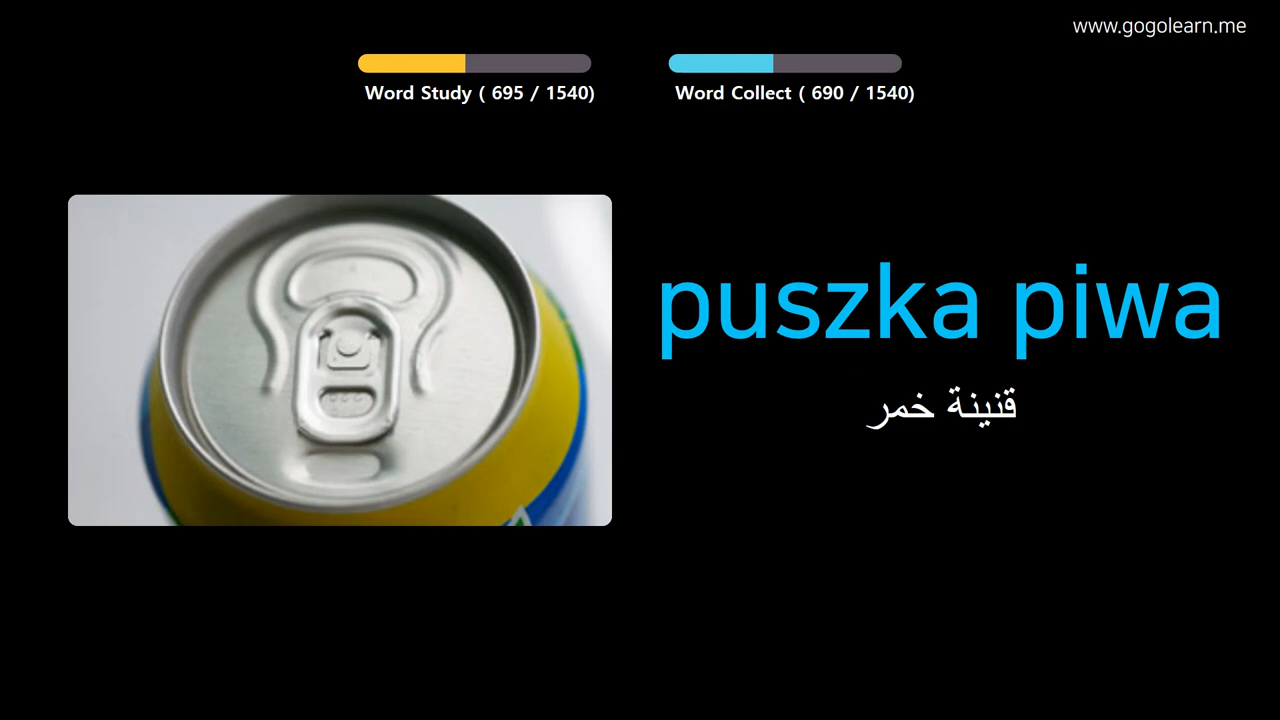 www.gogolearn.me
Word Study ( 695 / 1540)
Word Collect ( 690 / 1540)
puszka piwa
قنينة خمر